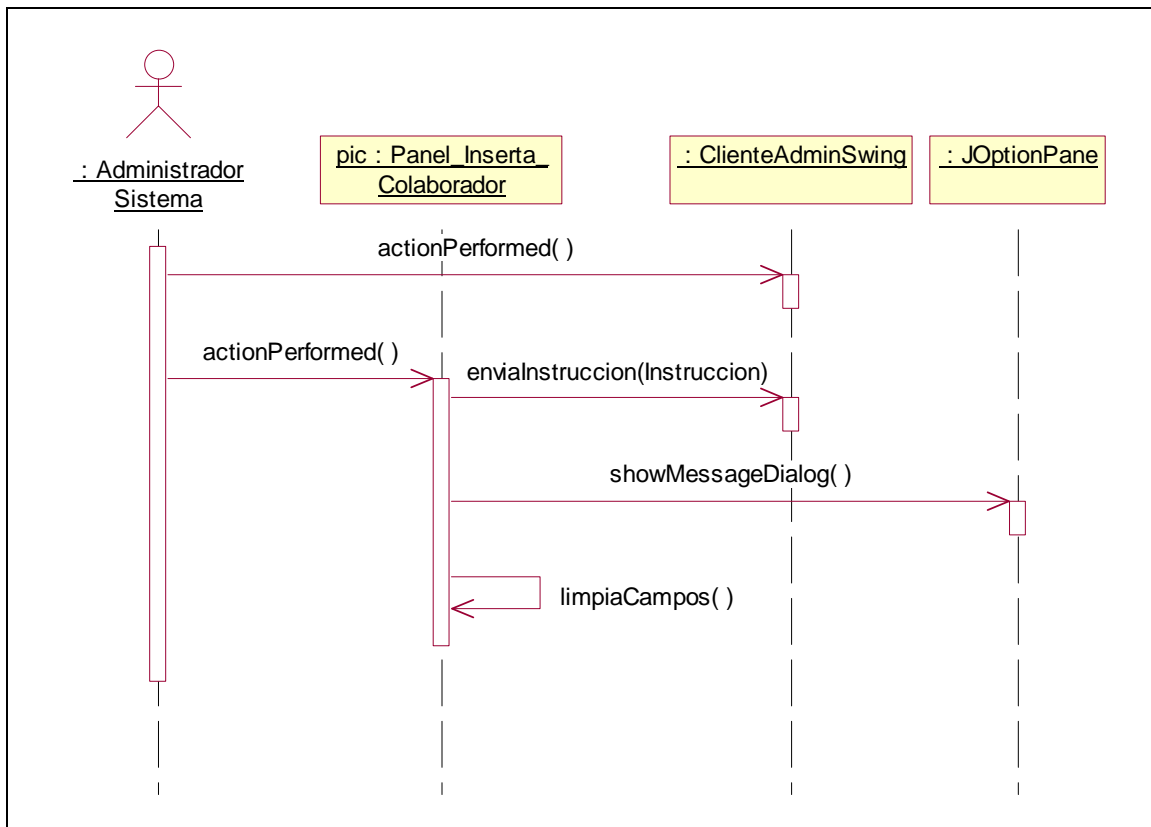 : Administrador
Sistema
pic : Panel_Inserta_
Colaborador
: ClienteAdminSwing
: JOptionPane
actionPerformed( )
actionPerformed( )
enviaInstruccion(Instruccion)
showMessageDialog( )
limpiaCampos( )